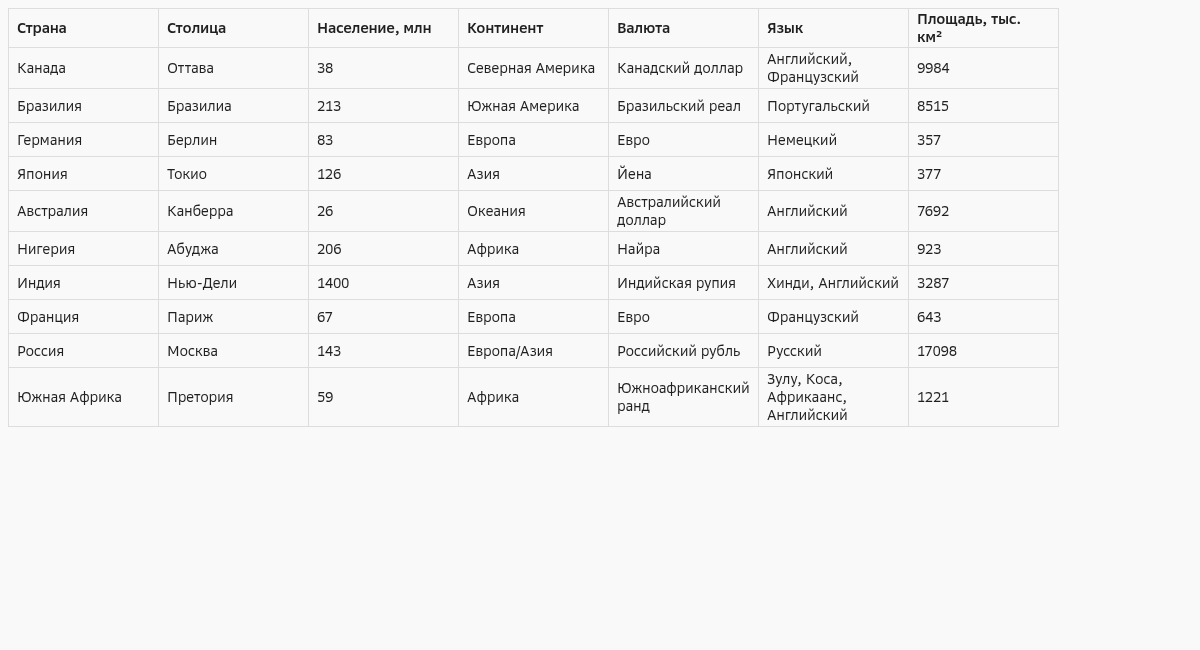 Страна Столица Население, млн Континент Валюта Язык Площадь, тыс. км²
Канада Оттава 38 Северная Америка Канадский доллар Английский, Французский 9984
Бразилия Бразилиа 213 Южная Америка Бразильский реал Португальский 8515
Германия Берлин 83 Европа Евро Немецкий 357
Япония Токио 126 Азия Йена Японский 377
Австралия Канберра 26 Океания Австралийский доллар Английский 7692
Нигерия Абуджа 206 Африка Найра Английский 923
Индия Нью-Дели 1400 Азия Индийская рупия Хинди, Английский 3287
Франция Париж 67 Европа Евро Французский 643
Россия Москва 143 Европа/Азия Российский рубль Русский 17098
Южная Африка Претория 59 Африка Южноафриканский ранд Зулу, Коса, Африкаанс, Английский 1221